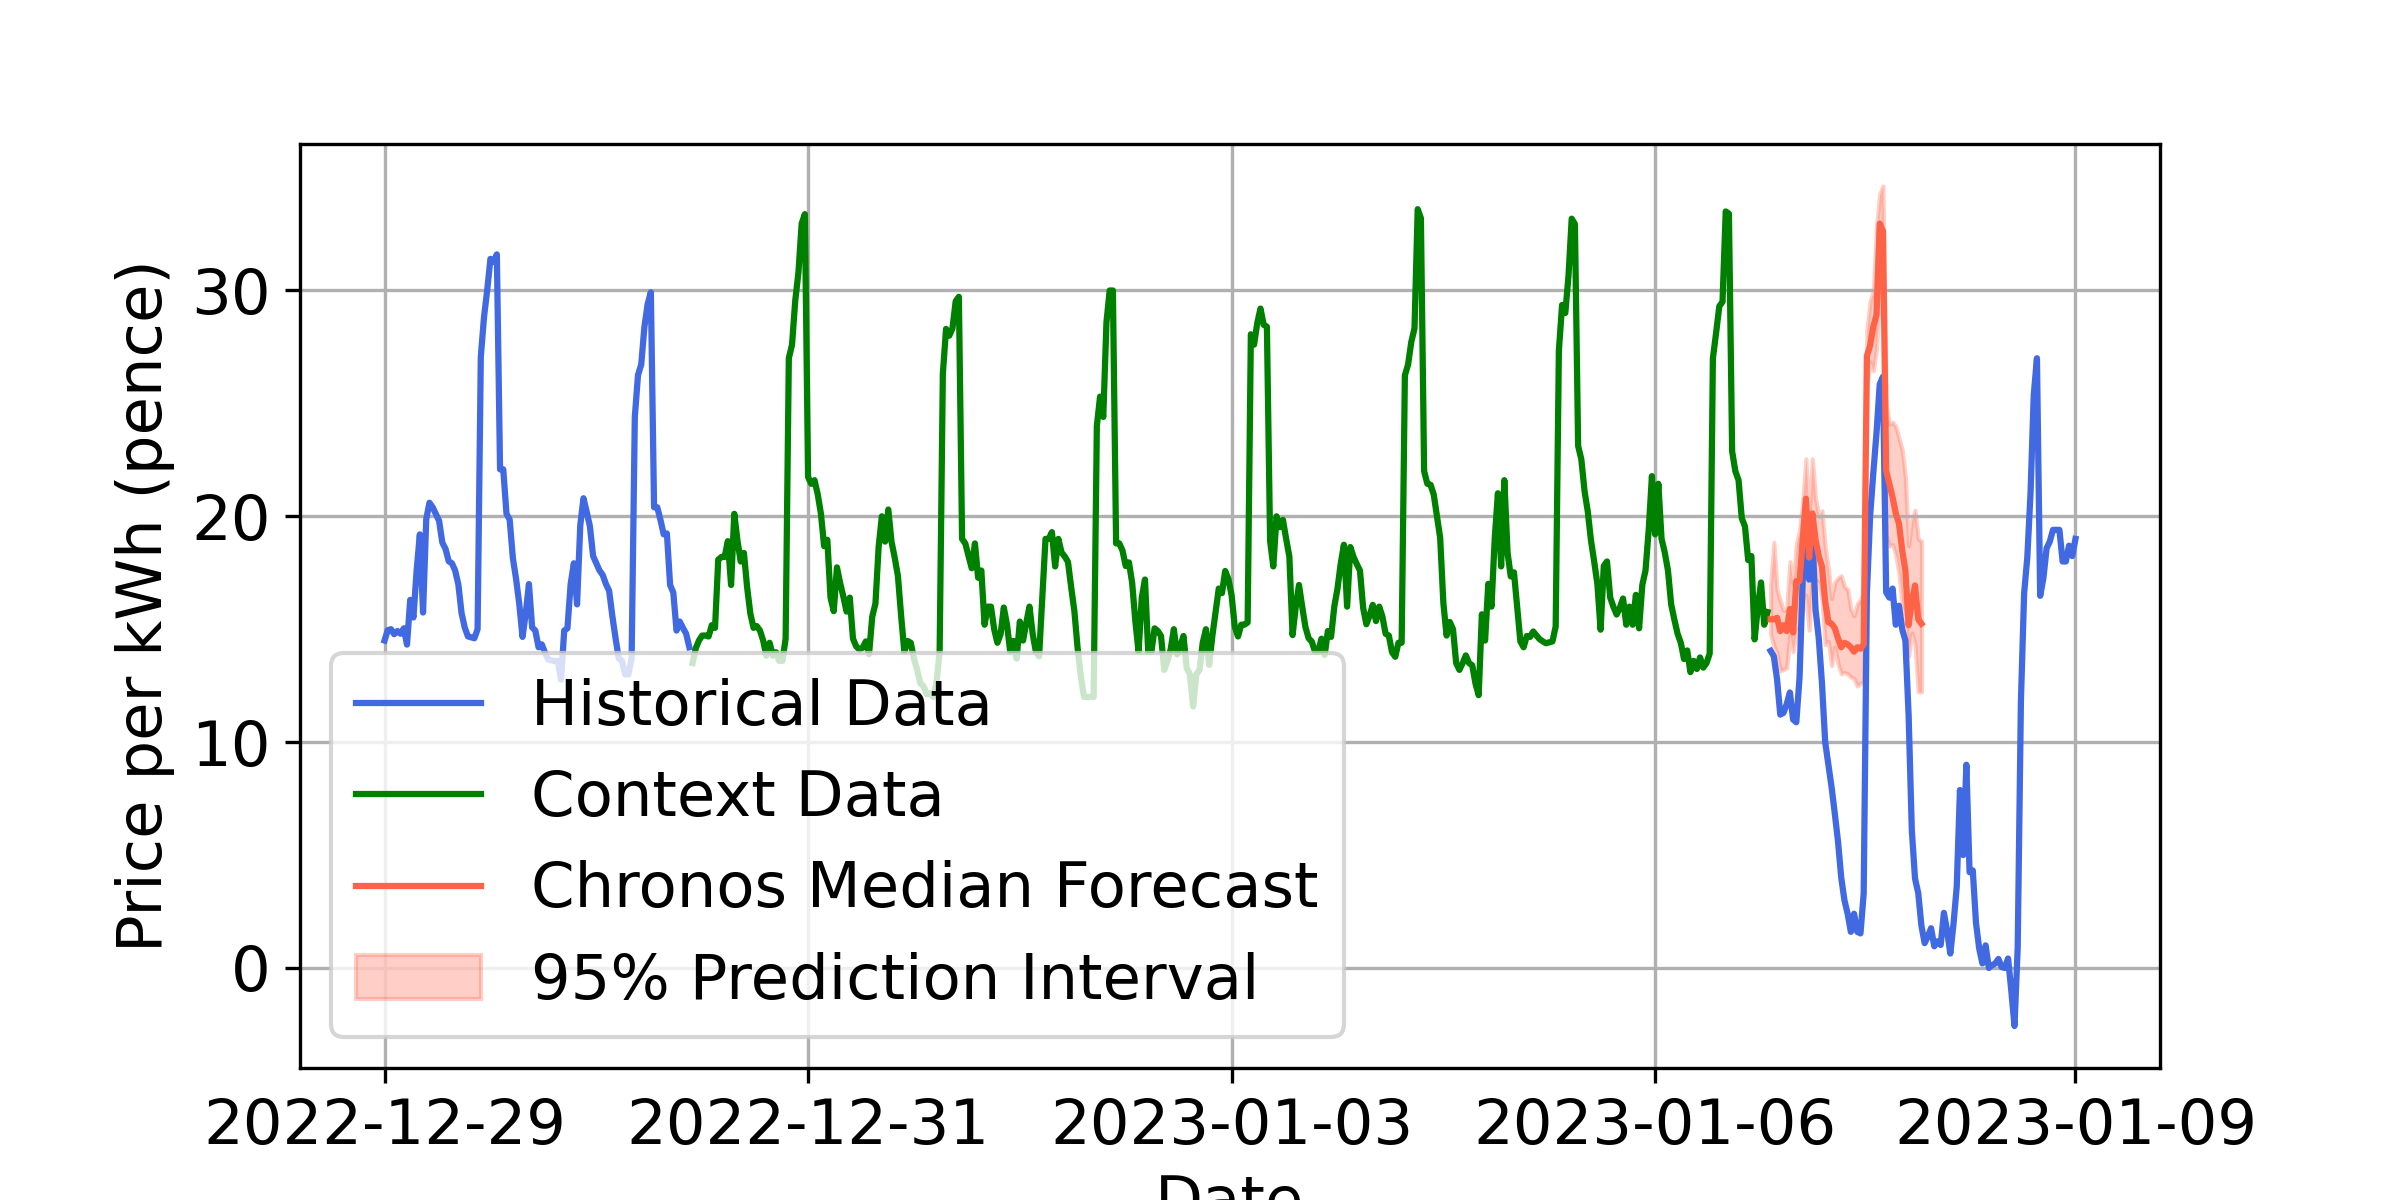 Price per kWh (pence)
30
20
10
0
Historical Data
Context Data
Chronos Median Forecast
95% Prediction Interval
2022-12-29
2022-12-31
2023-01-03
2023-01-06
2023-01-09
Date